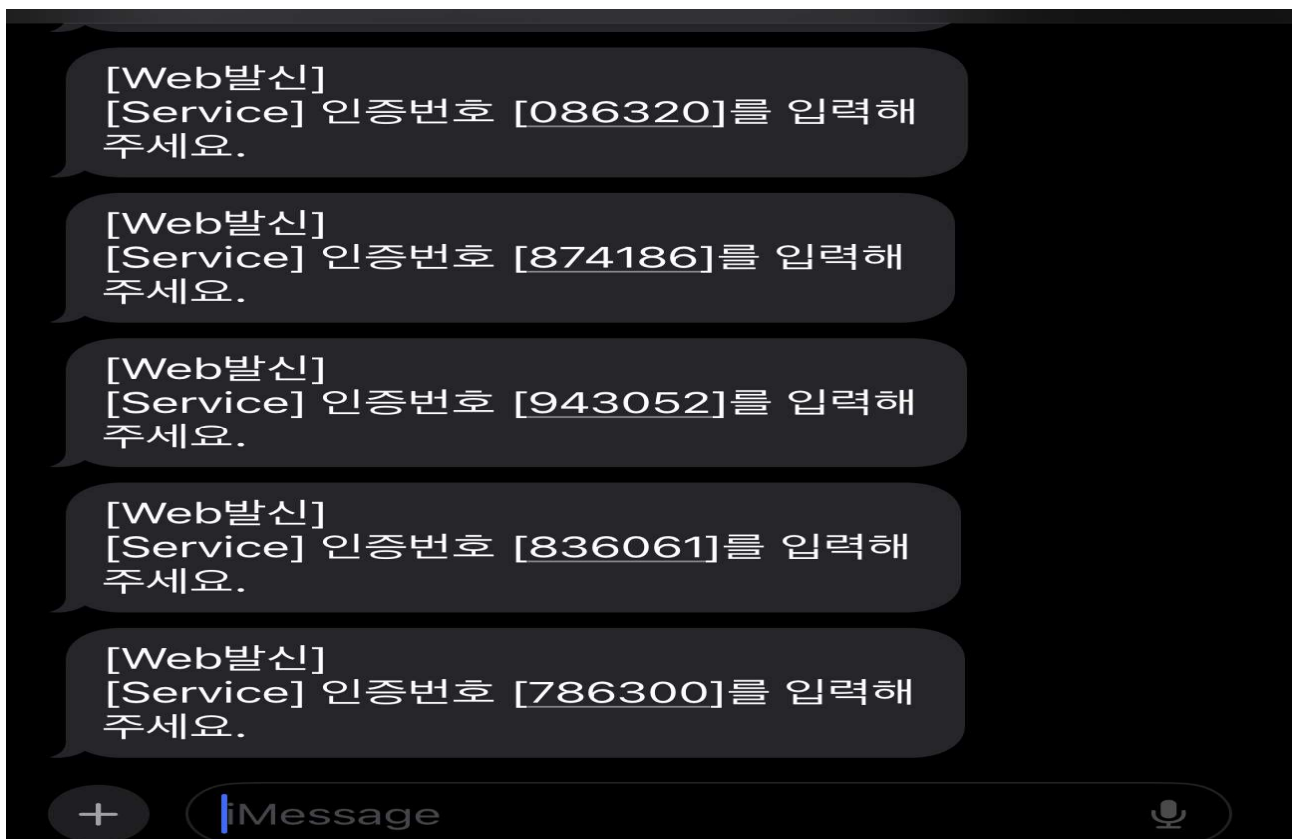 [Web발신]
[Service] 인증번호 [086320]를 입력해
주세요.
[Web발신]
[Service] 인증번호 [874186]를 입력해
주세요.
[Web발신]
[Service] 인증번호 [943052]를 입력해
주세요.
[Web발신]
[Service] 인증번호 [836061]를 입력해
주세요.
[Web발신]
[Service] 인증번호 [786300]를 입력해
주세요.
iMessage